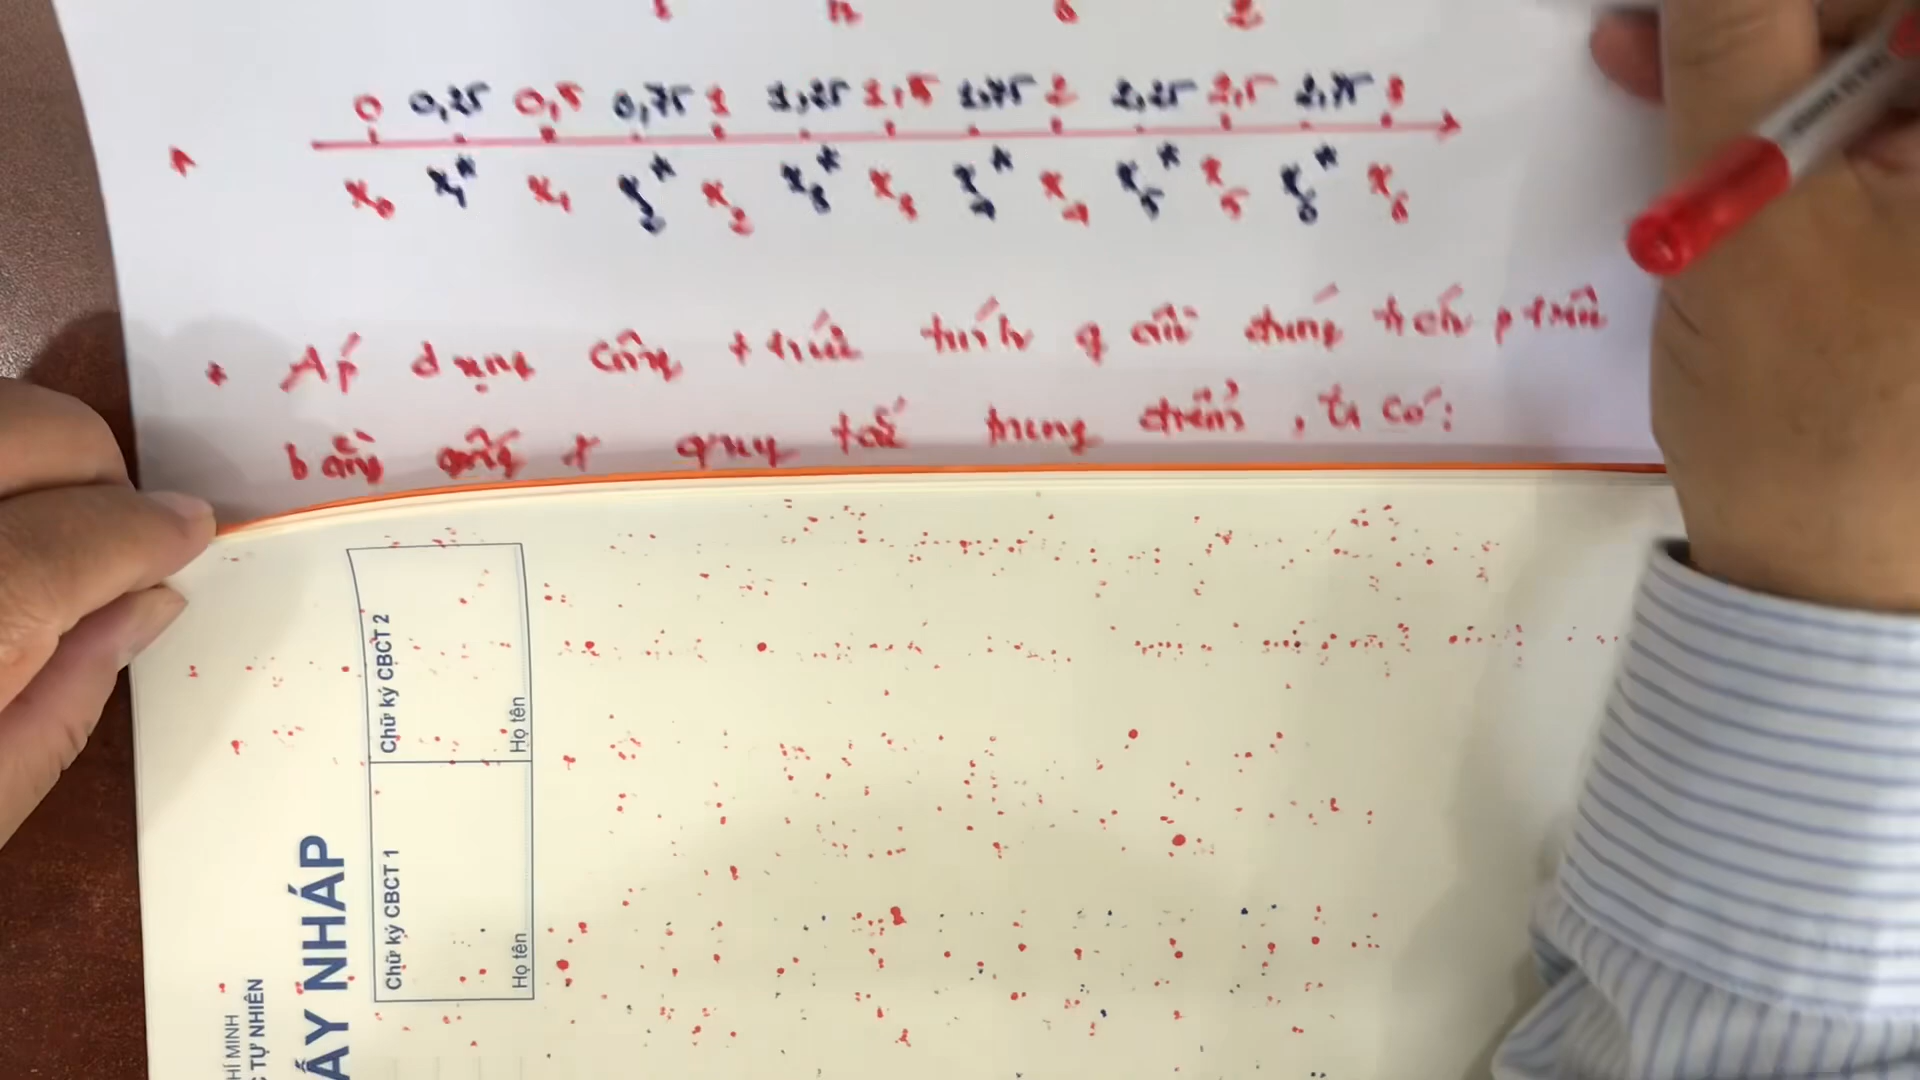 0 0,25 0,5 0,75 1 1,25 1,5 1,75 2 2,25 2,5 2,75 3
x₀ x₁* x₁ x₂* x₂ x₃* x₃ x₄* x₄ x₅* x₅ x₆* x₆
+ Áp dụng công thức tính gần đúng tích phân
bằng quy tắc trung điểm, ta có:
Chữ ký CBCT 2
Họ tên
Chữ ký CBCT 1
Họ tên
ẤY NHÁP
HÍ MINH
C TỰ NHIÊN